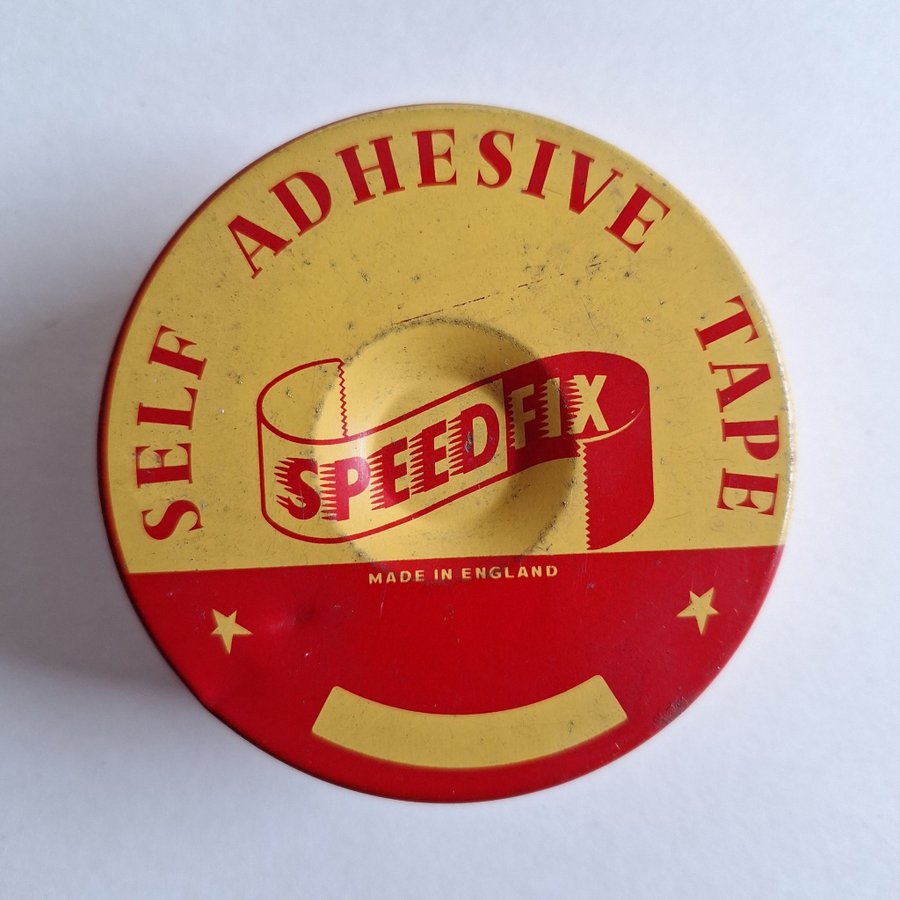 SELF ADHESIVE TAPE
SPEEDFIX
MADE IN ENGLAND